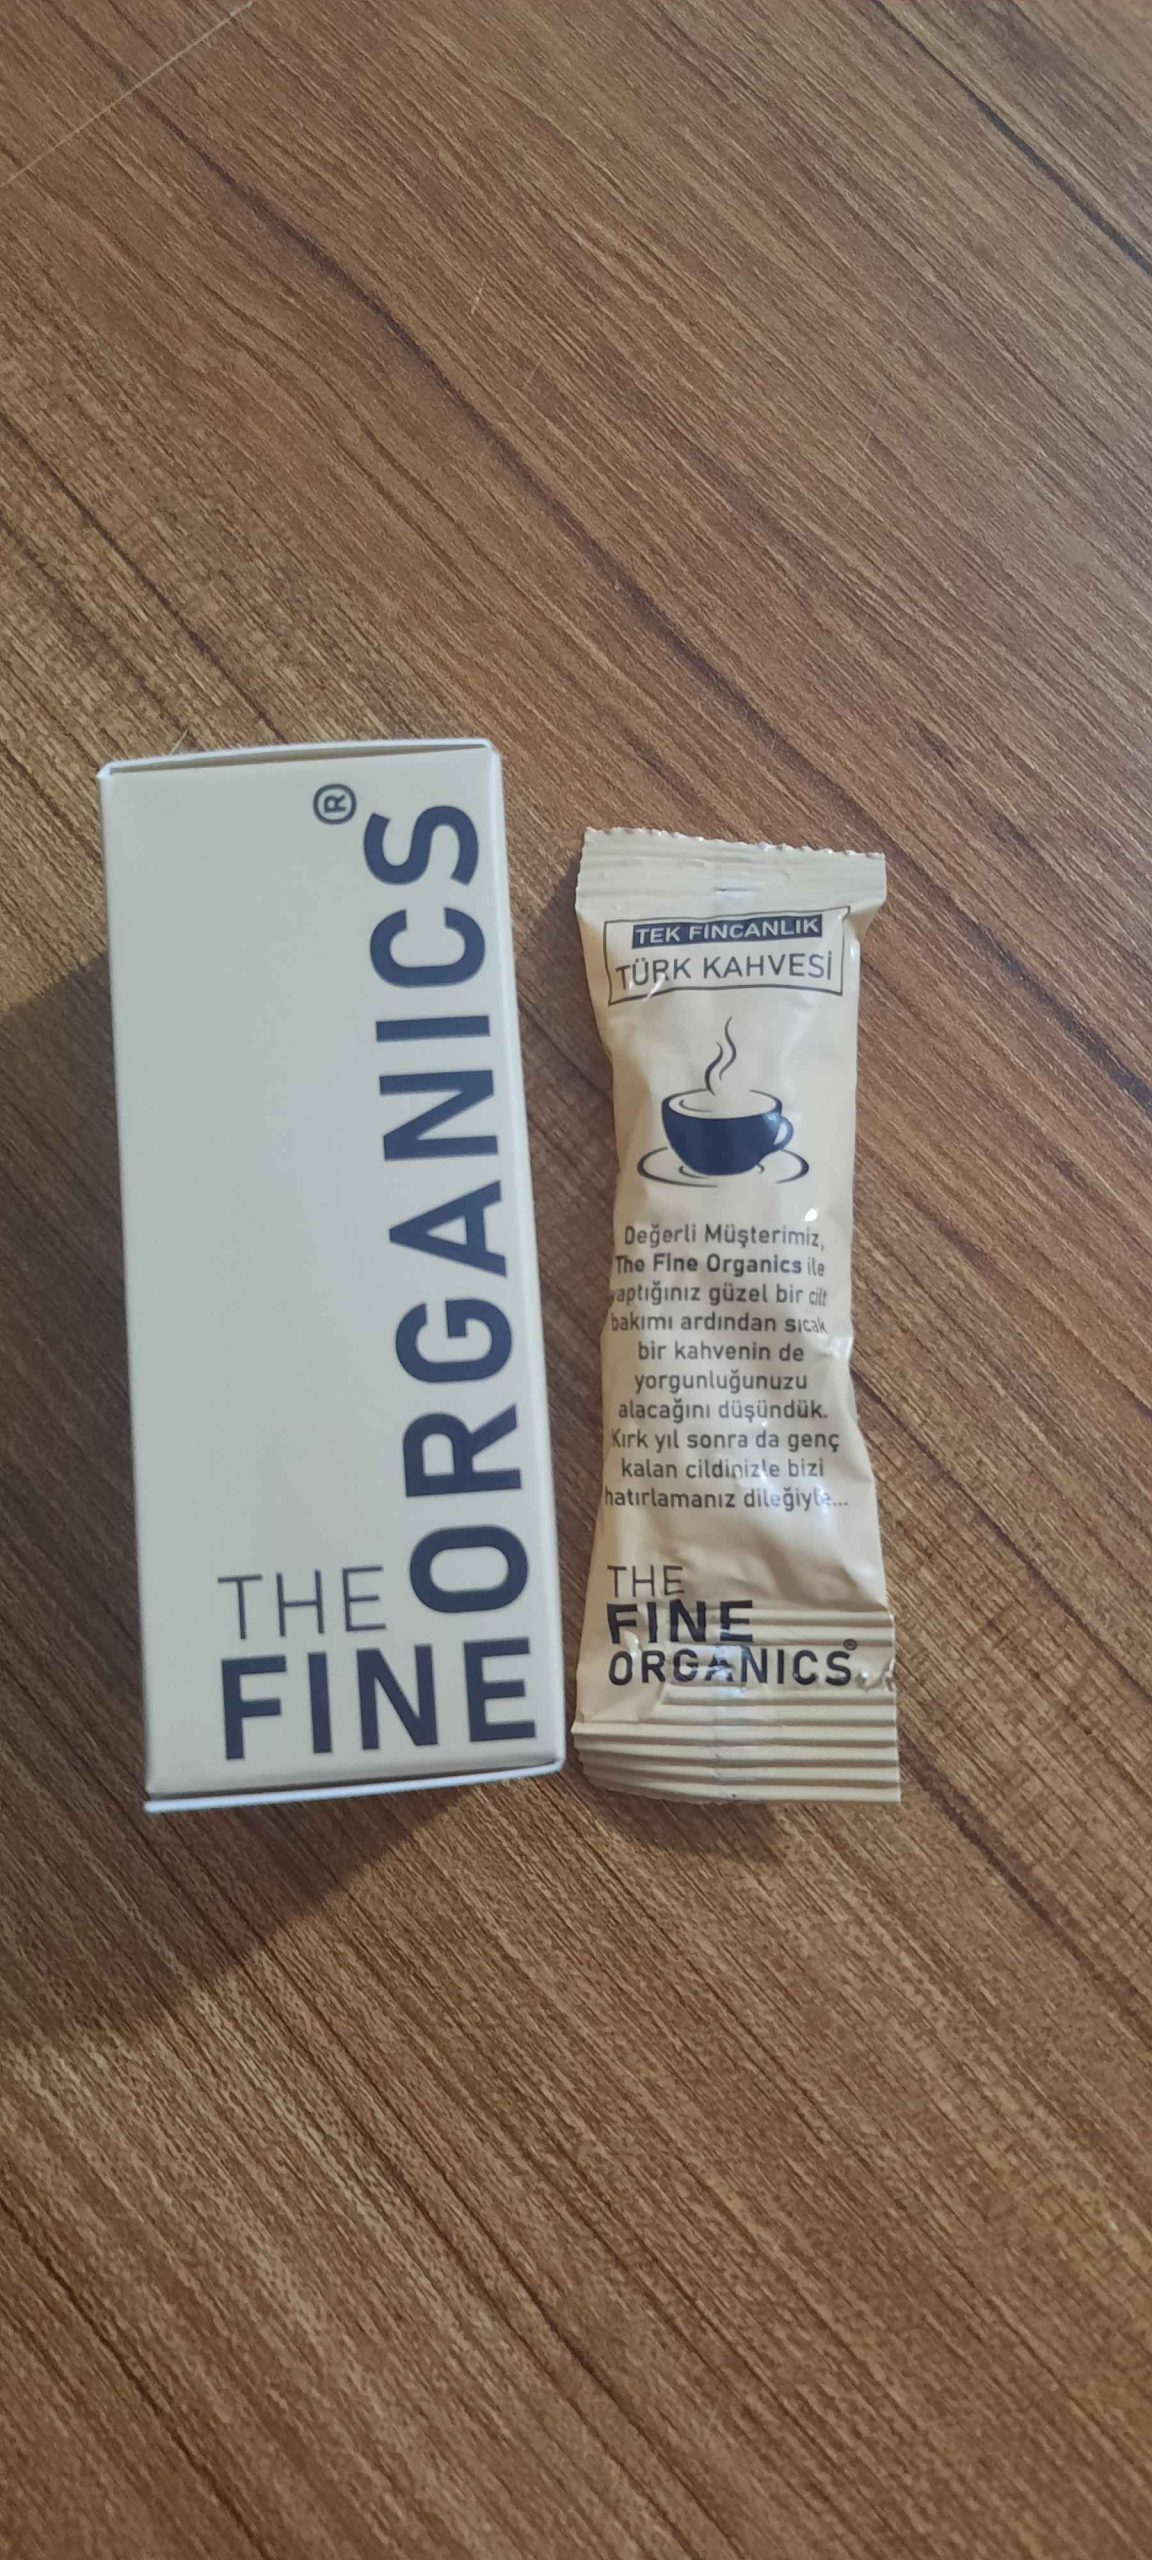 THE
FINE
ORGANICS®
TEK FİNCANLIK
TÜRK KAHVESİ
Değerli Müşterimiz,
The Fine Organics ile
yaptığınız güzel bir cilt
bakımı ardından sıcak
bir kahvenin de
yorgunluğunuzu
alacağını düşündük.
Kırk yıl sonra da genç
kalan cildinizle bizi
hatırlamanız dileğiyle...
THE
FINE
ORGANICS®